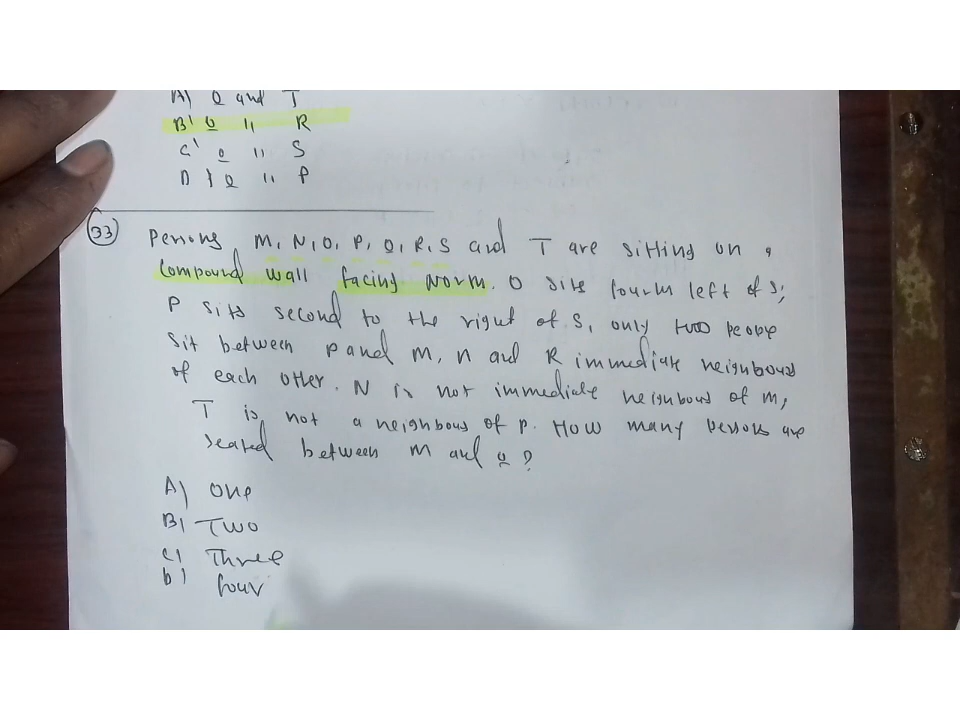 A) Q and T
B) Q " R
C) Q " S
D) Q " P
33 Persons M, N, O, P, Q, R, S and T are sitting on a
compound wall facing North. O sits fourth left of S;
P sits second to the right of S, only two people
sit between P and M, N and R immediate neighbours
of each other. N is not immediate neighbour of M,
T is not a neighbour of P. How many persons are
seated between M and Q?
A) One
B) Two
C) Three
D) four